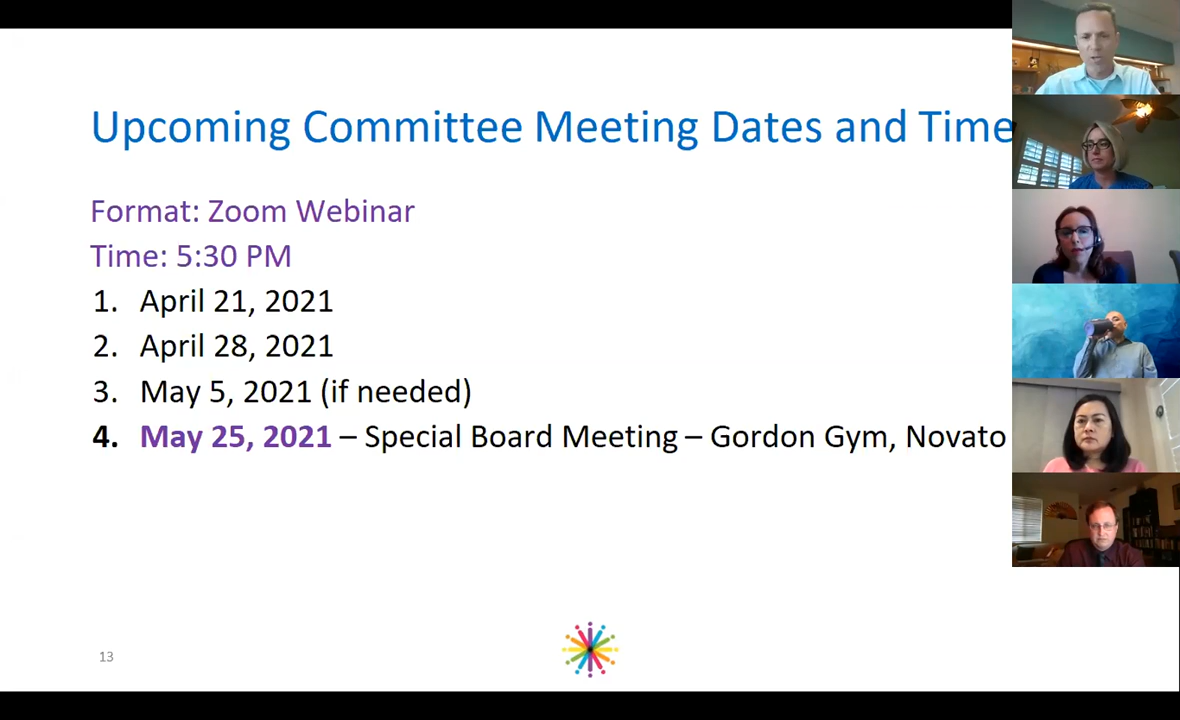 Upcoming Committee Meeting Dates and Time
Format: Zoom Webinar
Time: 5:30 PM
1. April 21, 2021
2. April 28, 2021
3. May 5, 2021 (if needed)
4. May 25, 2021 – Special Board Meeting – Gordon Gym, Novato
13